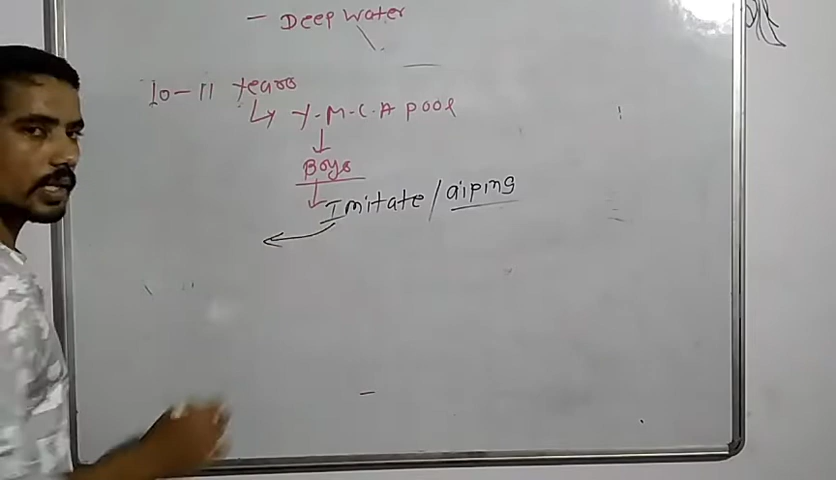 - Deep Water
10-11 years
Y-M-C-A pool
Boys
Imitate/aiping